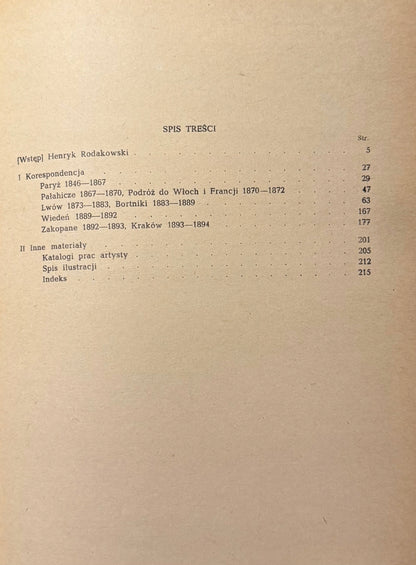 SPIS TREŚCI
Str.
[Wstęp] Henryk Rodakowski . . . . . . . . . . . . . . 5
I Korespondencja . . . . . . . . . . . . . . . . . 27
Paryż 1846—1867 . . . . . . . . . . . . . . . . 29
Pałahicze 1867—1870, Podróż do Włoch i Francji 1870—1872 . . . . 47
Lwów 1873—1883, Bortniki 1883—1889 . . . . . . . . . . 63
Wiedeń 1889—1892 . . . . . . . . . . . . . . . 167
Zakopane 1892—1893, Kraków 1893—1894 . . . . . . . . . 177
II Inne materiały . . . . . . . . . . . . . . . . . 201
Katalogi prac artysty . . . . . . . . . . . . . . 205
Spis ilustracji . . . . . . . . . . . . . . . . 212
Indeks . . . . . . . . . . . . . . . . . . . 215